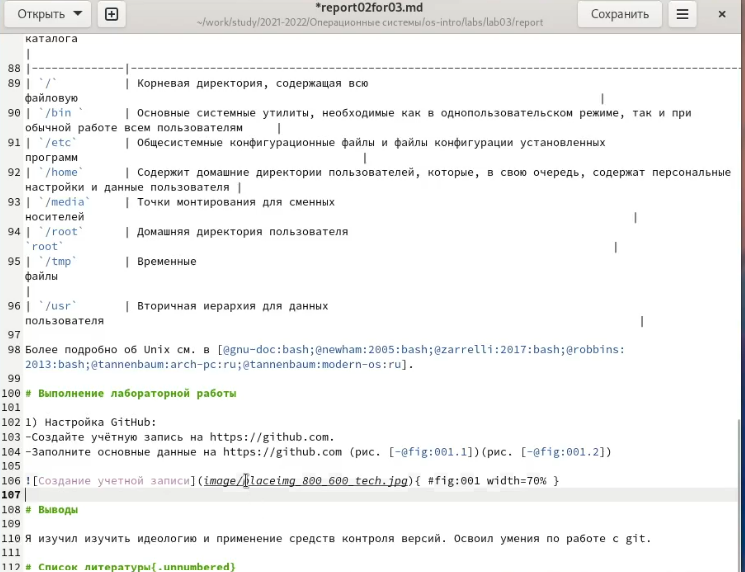 Открыть
*report02for03.md
~/work/study/2021-2022/Операционные системы/os-intro/labs/lab03/report
Сохранить
каталога
|
88 |--------------|--------------------------------------------------------------------------------
89 | `/` | Корневая директория, содержащая всю
файловую |
90 | `/bin ` | Основные системные утилиты, необходимые как в однопользовательском режиме, так и при
обычной работе всем пользователям |
91 | `/etc` | Общесистемные конфигурационные файлы и файлы конфигурации установленных
программ |
92 | `/home` | Содержит домашние директории пользователей, которые, в свою очередь, содержат персональные
настройки и данные пользователя |
93 | `/media` | Точки монтирования для сменных
носителей |
94 | `/root` | Домашняя директория пользователя
`root` |
95 | `/tmp` | Временные
файлы
|
96 | `/usr` | Вторичная иерархия для данных
пользователя |
97
98 Более подробно об Unix см. в [@gnu-doc:bash;@newham:2005:bash;@zarrelli:2017:bash;@robbins:
2013:bash;@tannenbaum:arch-pc:ru;@tannenbaum:modern-os:ru].
99
100 # Выполнение лабораторной работы
101
102 1) Настройка GitHub:
103 -Создайте учётную запись на https://github.com.
104 -Заполните основные данные на https://github.com (рис. [-@fig:001.1])(рис. [-@fig:001.2])
105
106 ![Создание учетной записи](image/placeimg_800_600_tech.jpg){ #fig:001 width=70% }
107
108 # Выводы
109
110 Я изучил изучить идеологию и применение средств контроля версий. Освоил умения по работе с git.
111
112 # Список литературы{.unnumbered}